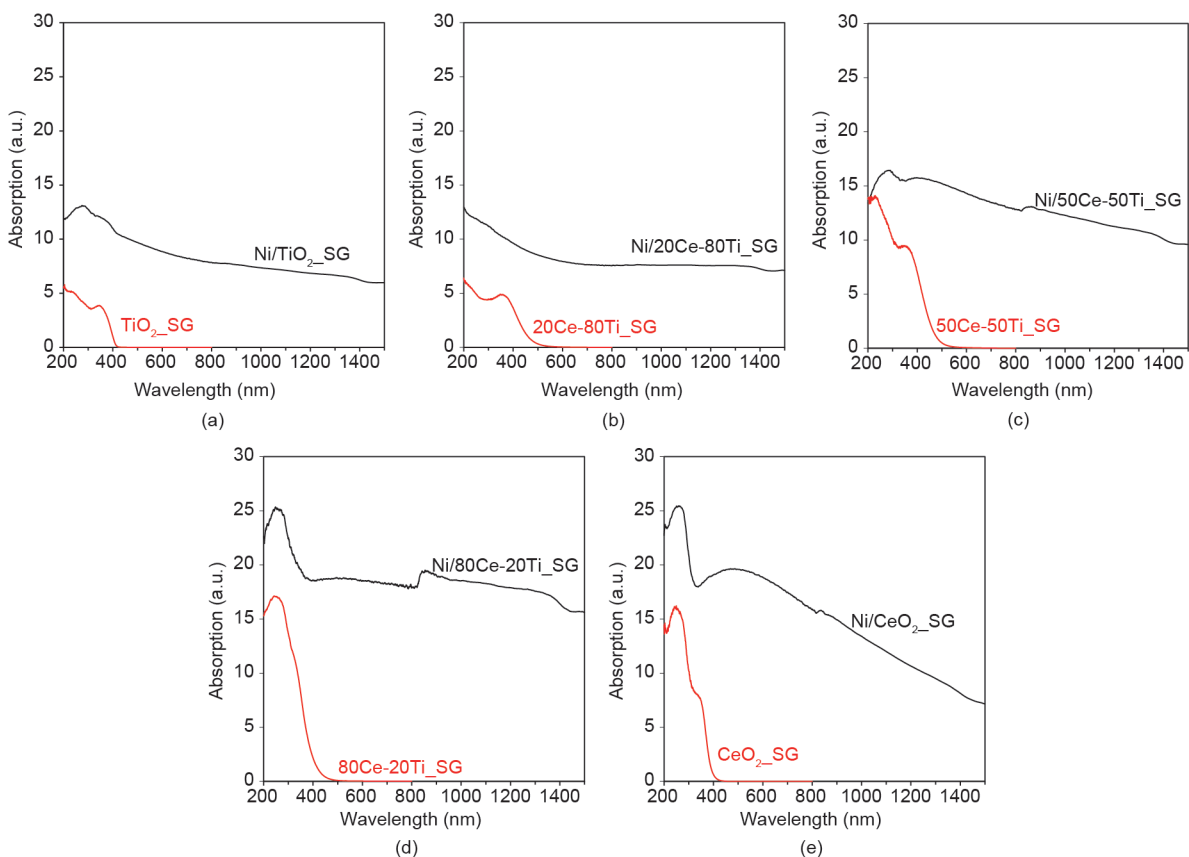 30
25
20
15
10
5
0
Absorption (a.u.)
Ni/TiO2_SG
TiO2_SG
200 400 600 800 1000 1200 1400
Wavelength (nm)
(a)
30
25
20
15
10
5
0
Absorption (a.u.)
Ni/20Ce-80Ti_SG
20Ce-80Ti_SG
200 400 600 800 1000 1200 1400
Wavelength (nm)
(b)
30
25
20
15
10
5
0
Absorption (a.u.)
Ni/50Ce-50Ti_SG
50Ce-50Ti_SG
200 400 600 800 1000 1200 1400
Wavelength (nm)
(c)
30
25
20
15
10
5
0
Absorption (a.u.)
Ni/80Ce-20Ti_SG
80Ce-20Ti_SG
200 400 600 800 1000 1200 1400
Wavelength (nm)
(d)
30
25
20
15
10
5
0
Absorption (a.u.)
Ni/CeO2_SG
CeO2_SG
200 400 600 800 1000 1200 1400
Wavelength (nm)
(e)